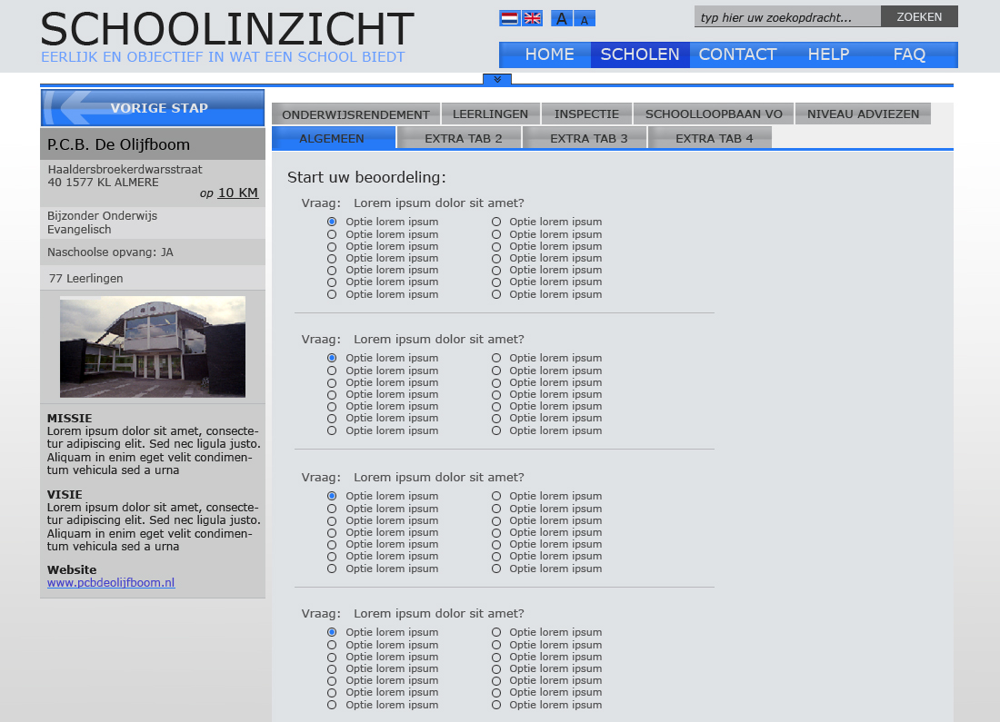 SCHOOLINZICHT
EERLIJK EN OBJECTIEF IN WAT EEN SCHOOL BIEDT
A A
typ hier uw zoekopdracht... ZOEKEN
HOME SCHOLEN CONTACT HELP FAQ
VORIGE STAP
P.C.B. De Olijfboom
Haaldersbroekerdwarsstraat
40 1577 KL ALMERE
op 10 KM
Bijzonder Onderwijs
Evangelisch
Naschoolse opvang: JA
77 Leerlingen
MISSIE
Lorem ipsum dolor sit amet, consecte-
tur adipiscing elit. Sed nec ligula justo.
Aliquam in enim eget velit condimen-
tum vehicula sed a urna
VISIE
Lorem ipsum dolor sit amet, consecte-
tur adipiscing elit. Sed nec ligula justo.
Aliquam in enim eget velit condimen-
tum vehicula sed a urna
Website
www.pcbdeolijfboom.nl
ONDERWIJSRENDEMENT LEERLINGEN INSPECTIE SCHOOLLOOPBAAN VO NIVEAU ADVIEZEN
ALGEMEEN EXTRA TAB 2 EXTRA TAB 3 EXTRA TAB 4
Start uw beoordeling:
Vraag: Lorem ipsum dolor sit amet?
Optie lorem ipsum Optie lorem ipsum
Optie lorem ipsum Optie lorem ipsum
Optie lorem ipsum Optie lorem ipsum
Optie lorem ipsum Optie lorem ipsum
Optie lorem ipsum Optie lorem ipsum
Optie lorem ipsum Optie lorem ipsum
Optie lorem ipsum Optie lorem ipsum
Vraag: Lorem ipsum dolor sit amet?
Optie lorem ipsum Optie lorem ipsum
Optie lorem ipsum Optie lorem ipsum
Optie lorem ipsum Optie lorem ipsum
Optie lorem ipsum Optie lorem ipsum
Optie lorem ipsum Optie lorem ipsum
Optie lorem ipsum Optie lorem ipsum
Optie lorem ipsum Optie lorem ipsum
Vraag: Lorem ipsum dolor sit amet?
Optie lorem ipsum Optie lorem ipsum
Optie lorem ipsum Optie lorem ipsum
Optie lorem ipsum Optie lorem ipsum
Optie lorem ipsum Optie lorem ipsum
Optie lorem ipsum Optie lorem ipsum
Optie lorem ipsum Optie lorem ipsum
Optie lorem ipsum Optie lorem ipsum
Vraag: Lorem ipsum dolor sit amet?
Optie lorem ipsum Optie lorem ipsum
Optie lorem ipsum Optie lorem ipsum
Optie lorem ipsum Optie lorem ipsum
Optie lorem ipsum Optie lorem ipsum
Optie lorem ipsum Optie lorem ipsum
Optie lorem ipsum Optie lorem ipsum
Optie lorem ipsum Optie lorem ipsum